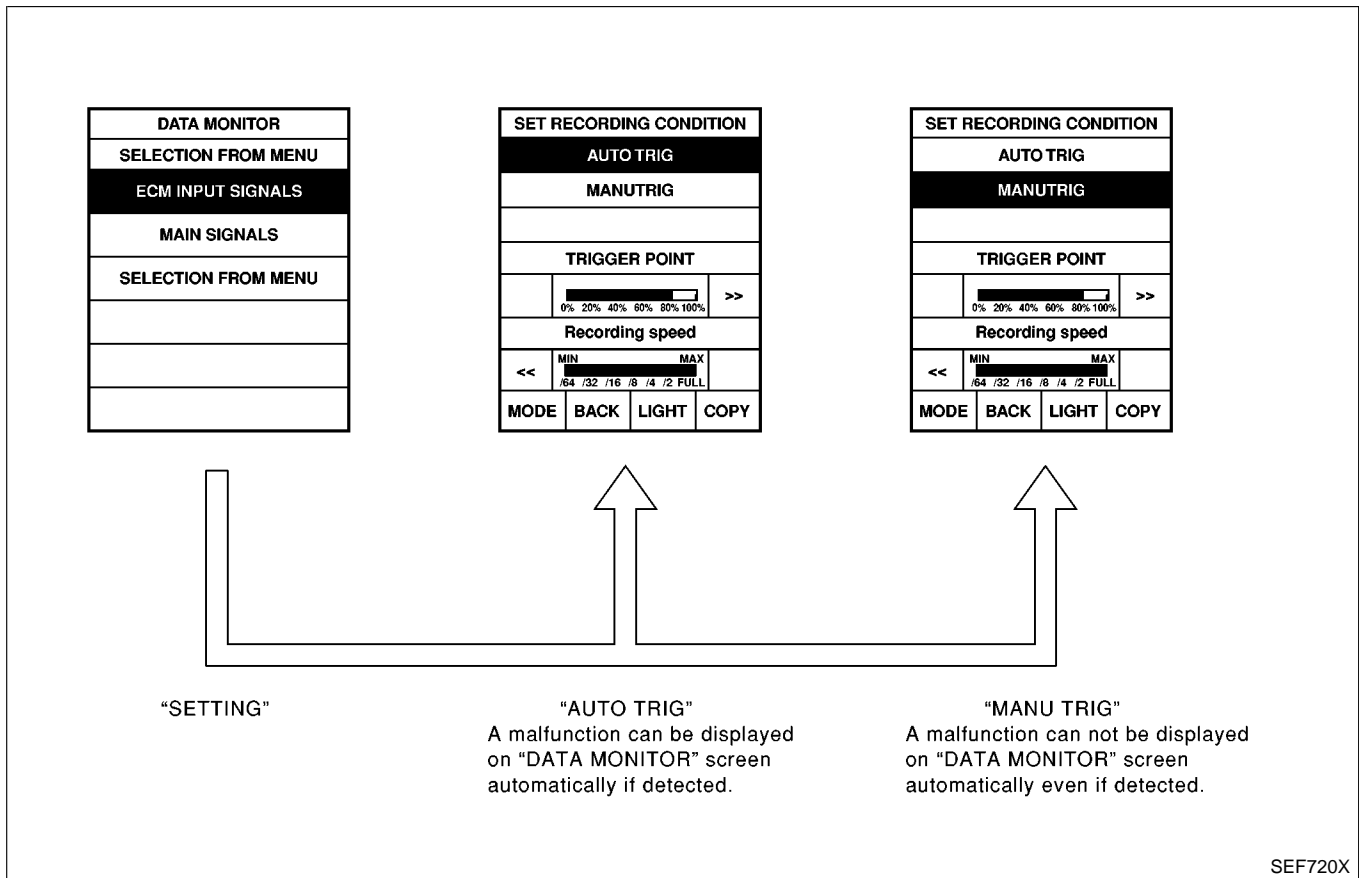 DATA MONITOR
SELECTION FROM MENU
ECM INPUT SIGNALS
MAIN SIGNALS
SELECTION FROM MENU
SET RECORDING CONDITION
AUTO TRIG
MANUTRIG
TRIGGER POINT
>>
0% 20% 40% 60% 80% 100%
Recording speed
MIN MAX
<<
/64 /32 /16 /8 /4 /2 FULL
MODE BACK LIGHT COPY
SET RECORDING CONDITION
AUTO TRIG
MANUTRIG
TRIGGER POINT
>>
0% 20% 40% 60% 80% 100%
Recording speed
MIN MAX
<<
/64 /32 /16 /8 /4 /2 FULL
MODE BACK LIGHT COPY
“SETTING”
“AUTO TRIG”
A malfunction can be displayed
on “DATA MONITOR” screen
automatically if detected.
“MANU TRIG”
A malfunction can not be displayed
on “DATA MONITOR” screen
automatically even if detected.
SEF720X